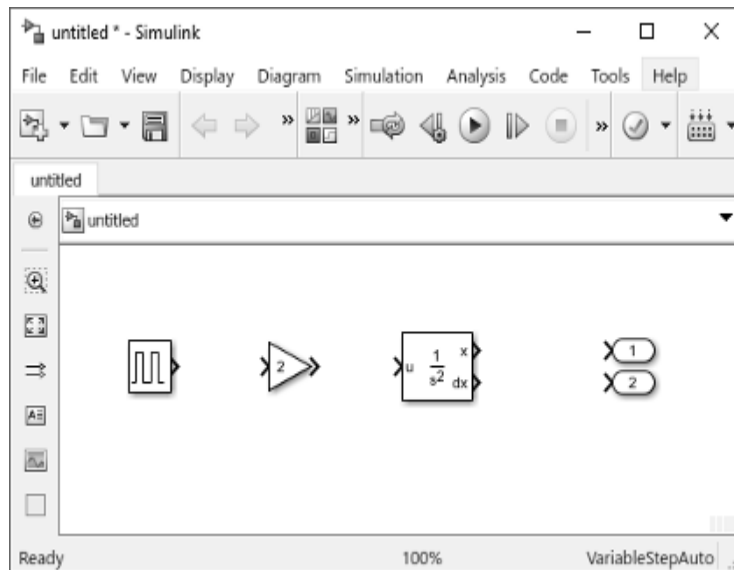 untitled * - Simulink
File Edit View Display Diagram Simulation Analysis Code Tools Help
» »  »
untitled
untitled
2
u 1/s2 x dx
1
2
Ready 100% VariableStepAuto